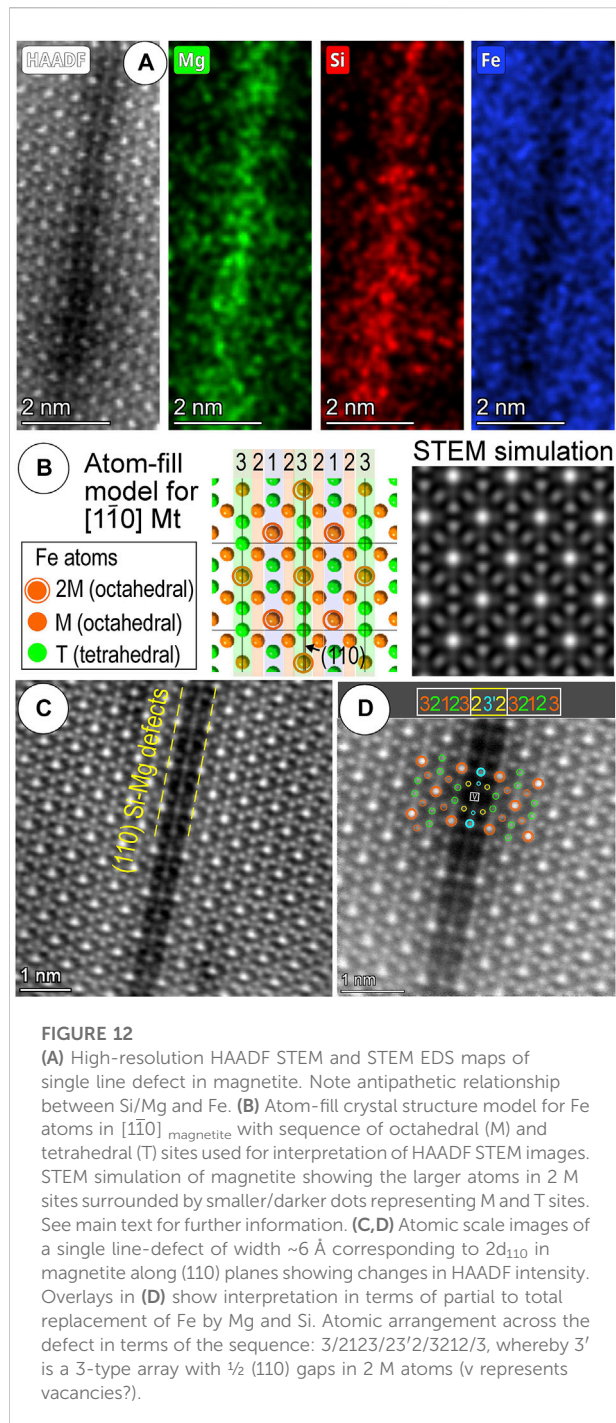 HAADF A Mg Si Fe
2 nm 2 nm 2 nm 2 nm
B Atom-fill model for [11̄0] Mt
3 2 1 2 3 2 1 2 3
STEM simulation
Fe atoms
2M (octahedral)
M (octahedral)
T (tetrahedral)
(110)
C
(110) Si-Mg defects
1 nm
D
3212323'23212 3
v
1 nm
FIGURE 12
(A) High-resolution HAADF STEM and STEM EDS maps of
single line defect in magnetite. Note antipathetic relationship
between Si/Mg and Fe. (B) Atom-fill crystal structure model for Fe
atoms in [11̄0] magnetite with sequence of octahedral (M) and
tetrahedral (T) sites used for interpretation of HAADF STEM images.
STEM simulation of magnetite showing the larger atoms in 2 M
sites surrounded by smaller/darker dots representing M and T sites.
See main text for further information. (C,D) Atomic scale images of
a single line-defect of width ~6 Å corresponding to 2d110 in
magnetite along (110) planes showing changes in HAADF intensity.
Overlays in (D) show interpretation in terms of partial to total
replacement of Fe by Mg and Si. Atomic arrangement across the
defect in terms of the sequence: 3/2123/23′2/3212/3, whereby 3′
is a 3-type array with ½ (110) gaps in 2 M atoms (v represents
vacancies?).